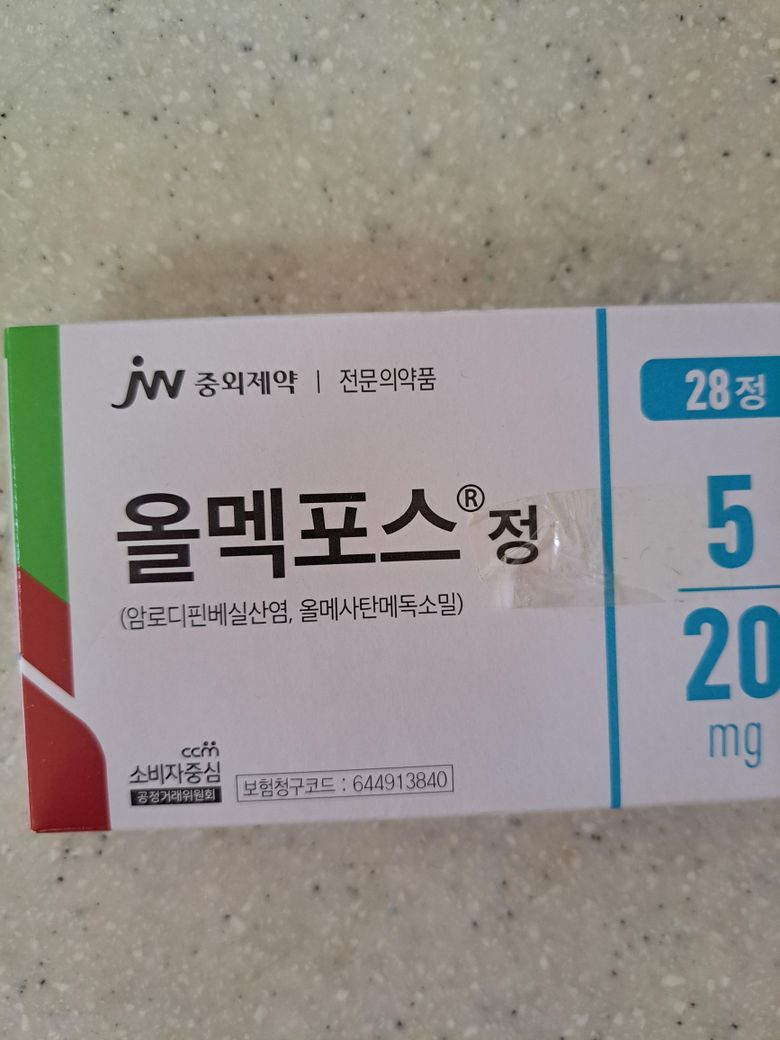 jw 중외제약 | 전문의약품
28정
올멕포스®정
(암로디핀베실산염, 올메사탄메독소밀)
5
20
mg
ccm
소비자중심
공정거래위원회
보험청구코드 : 644913840